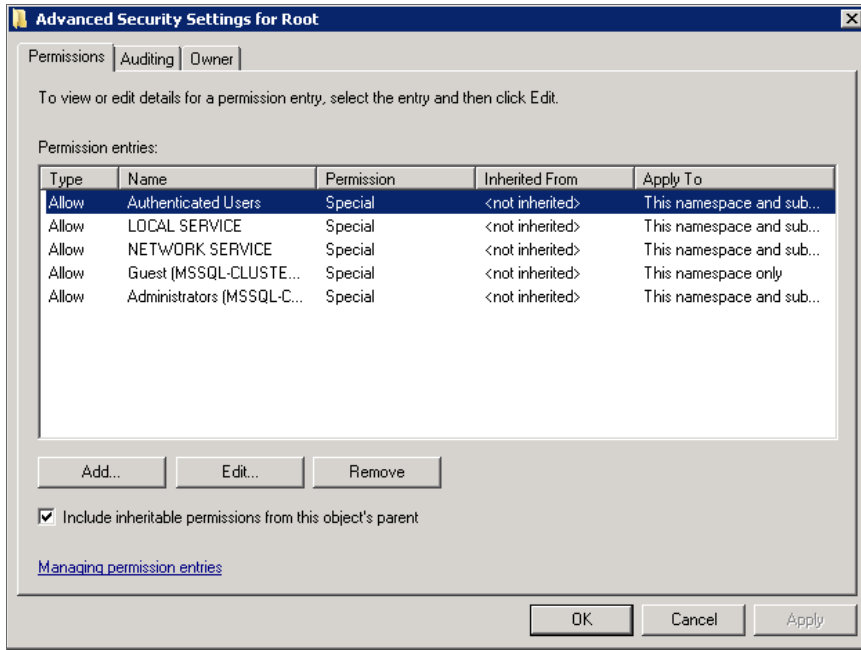 Advanced Security Settings for Root
Permissions Auditing Owner
To view or edit details for a permission entry, select the entry and then click Edit.
Permission entries:
Type Name Permission Inherited From Apply To
Allow Authenticated Users Special <not inherited> This namespace and sub...
Allow LOCAL SERVICE Special <not inherited> This namespace and sub...
Allow NETWORK SERVICE Special <not inherited> This namespace and sub...
Allow Guest (MSSQL-CLUSTE... Special <not inherited> This namespace only
Allow Administrators (MSSQL-C... Special <not inherited> This namespace and sub...
Add... Edit... Remove
Include inheritable permissions from this object's parent
Managing permission entries
OK Cancel Apply